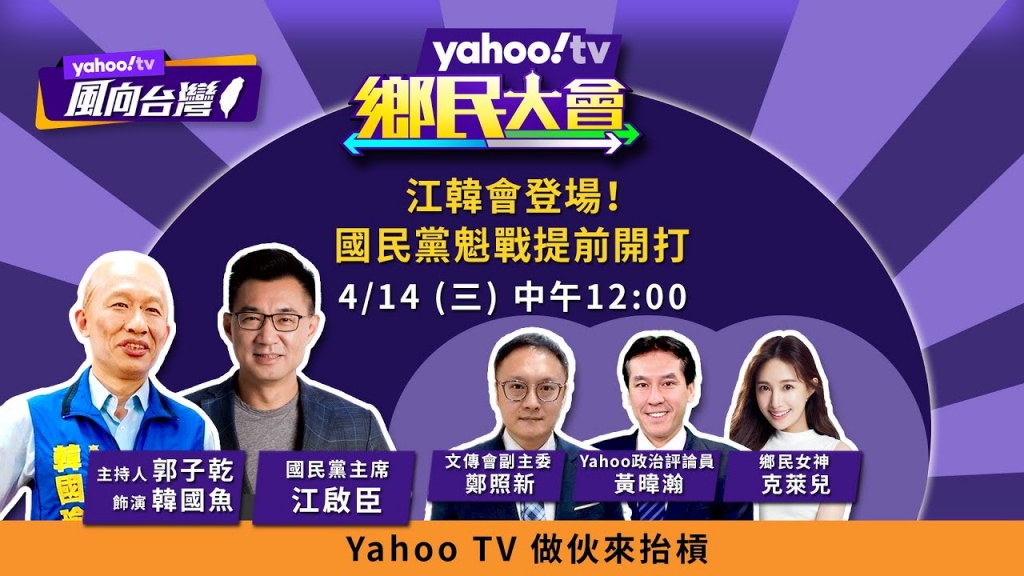 yahoo!tv
風向台灣
yahoo!tv
鄉民大會
江韓會登場!
國民黨魁戰提前開打
4/14 (三) 中午12:00
韓國瑜
主持人 郭子乾
飾演 韓國魚
國民黨主席
江啟臣
文傳會副主委
鄭照新
Yahoo政治評論員
黃暐瀚
鄉民女神
克萊兒
Yahoo TV 做伙來抬槓